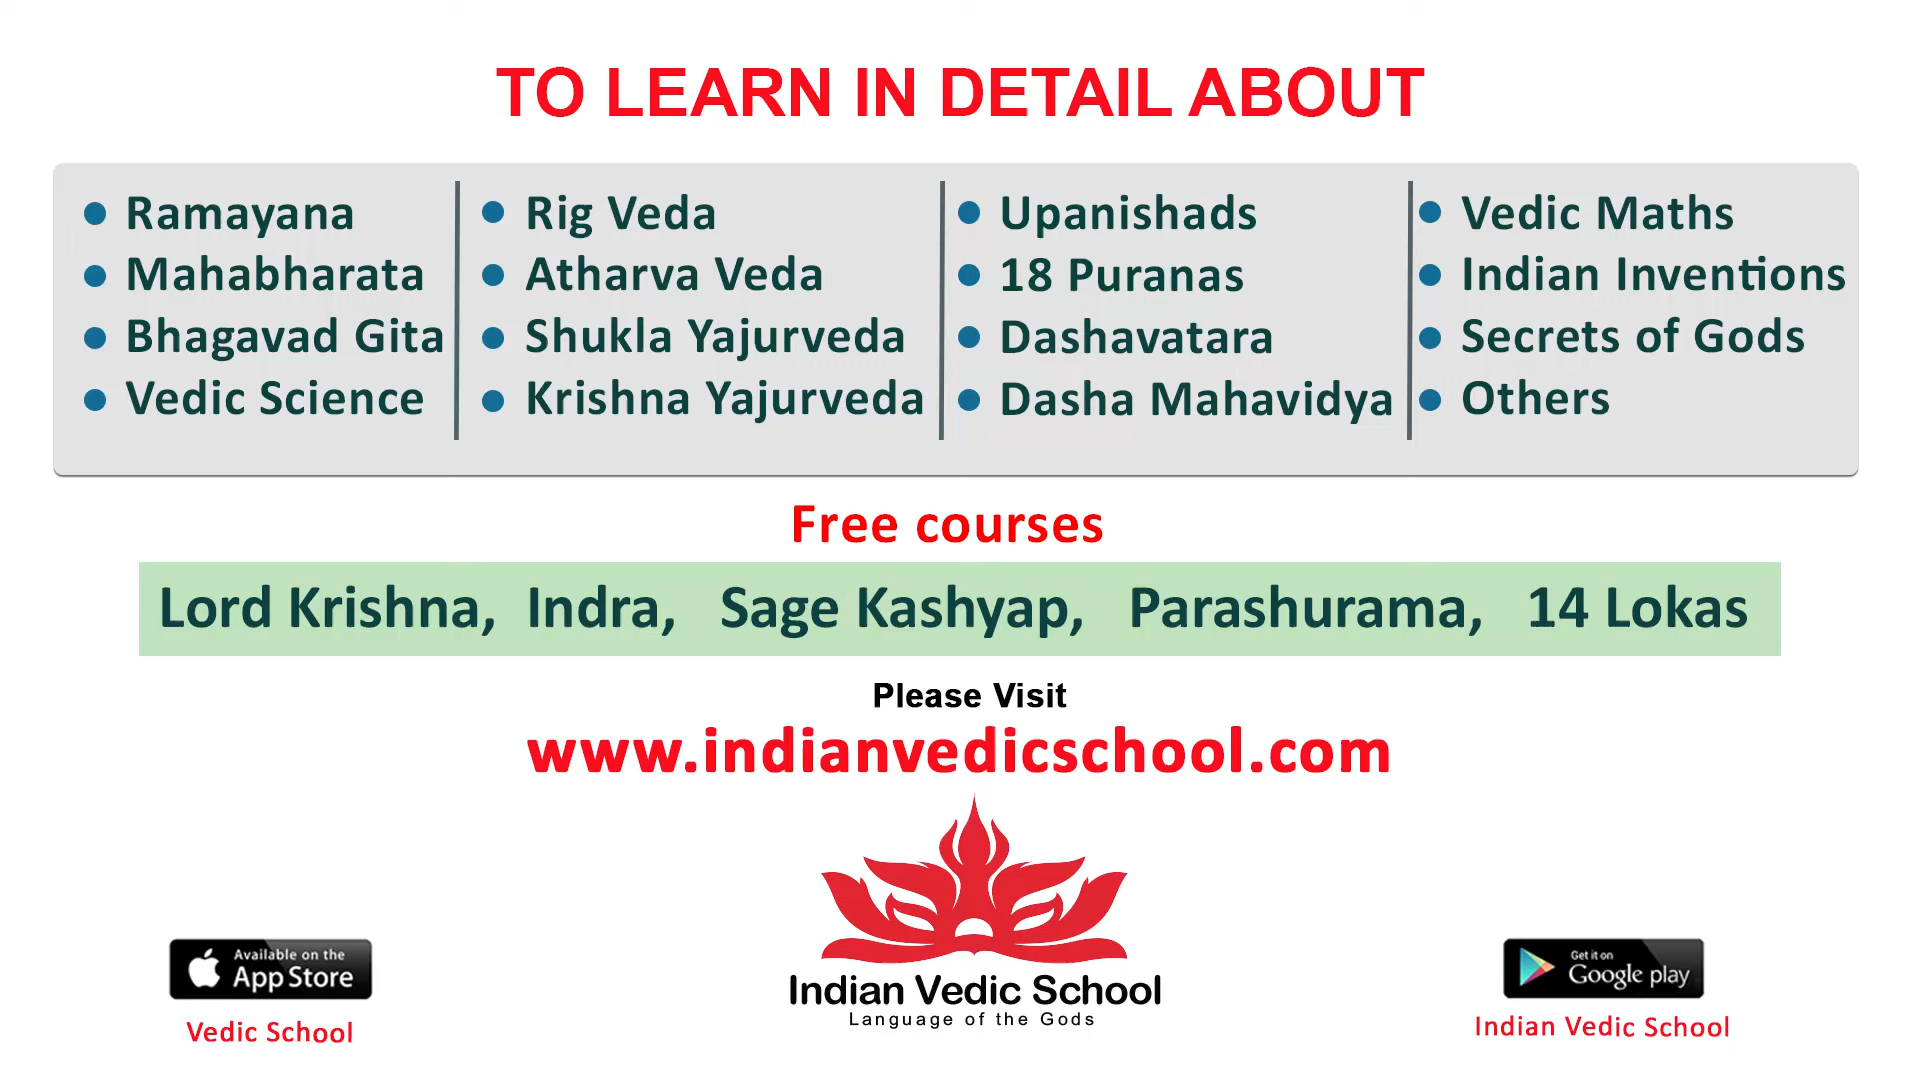 TO LEARN IN DETAIL ABOUT
Ramayana
Mahabharata
Bhagavad Gita
Vedic Science
Rig Veda
Atharva Veda
Shukla Yajurveda
Krishna Yajurveda
Upanishads
18 Puranas
Dashavatara
Dasha Mahavidya
Vedic Maths
Indian Inventions
Secrets of Gods
Others
Free courses
Lord Krishna, Indra, Sage Kashyap, Parashurama, 14 Lokas
Please Visit
www.indianvedicschool.com
Indian Vedic School
Language of the Gods
Available on the
App Store
Vedic School
Get it on
Google play
Indian Vedic School